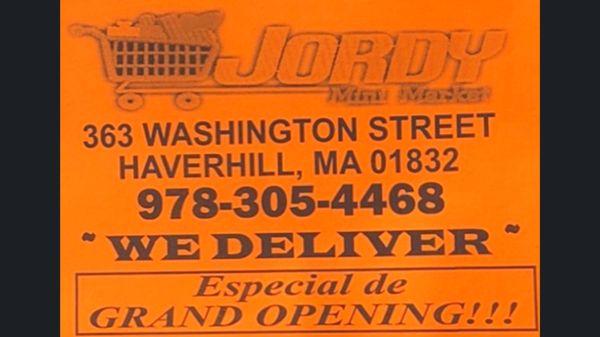 JORDY
Mini Market
363 WASHINGTON STREET
HAVERHILL, MA 01832
978-305-4468
~ WE DELIVER ~
Especial de
GRAND OPENING!!!